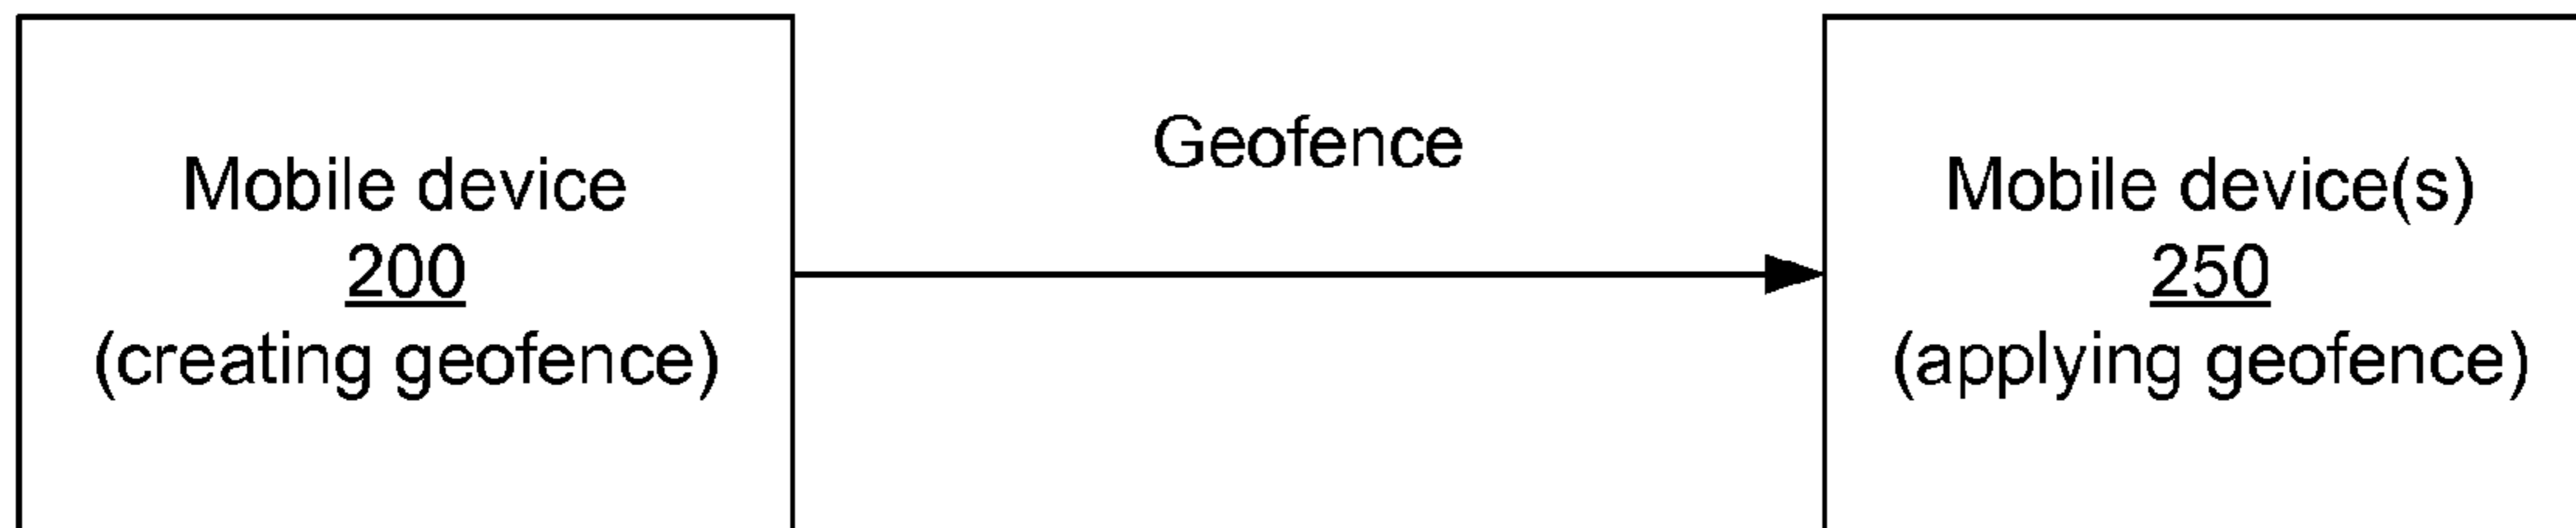 Mobile device
200
(creating geofence)
Geofence
Mobile device(s)
250
(applying geofence)